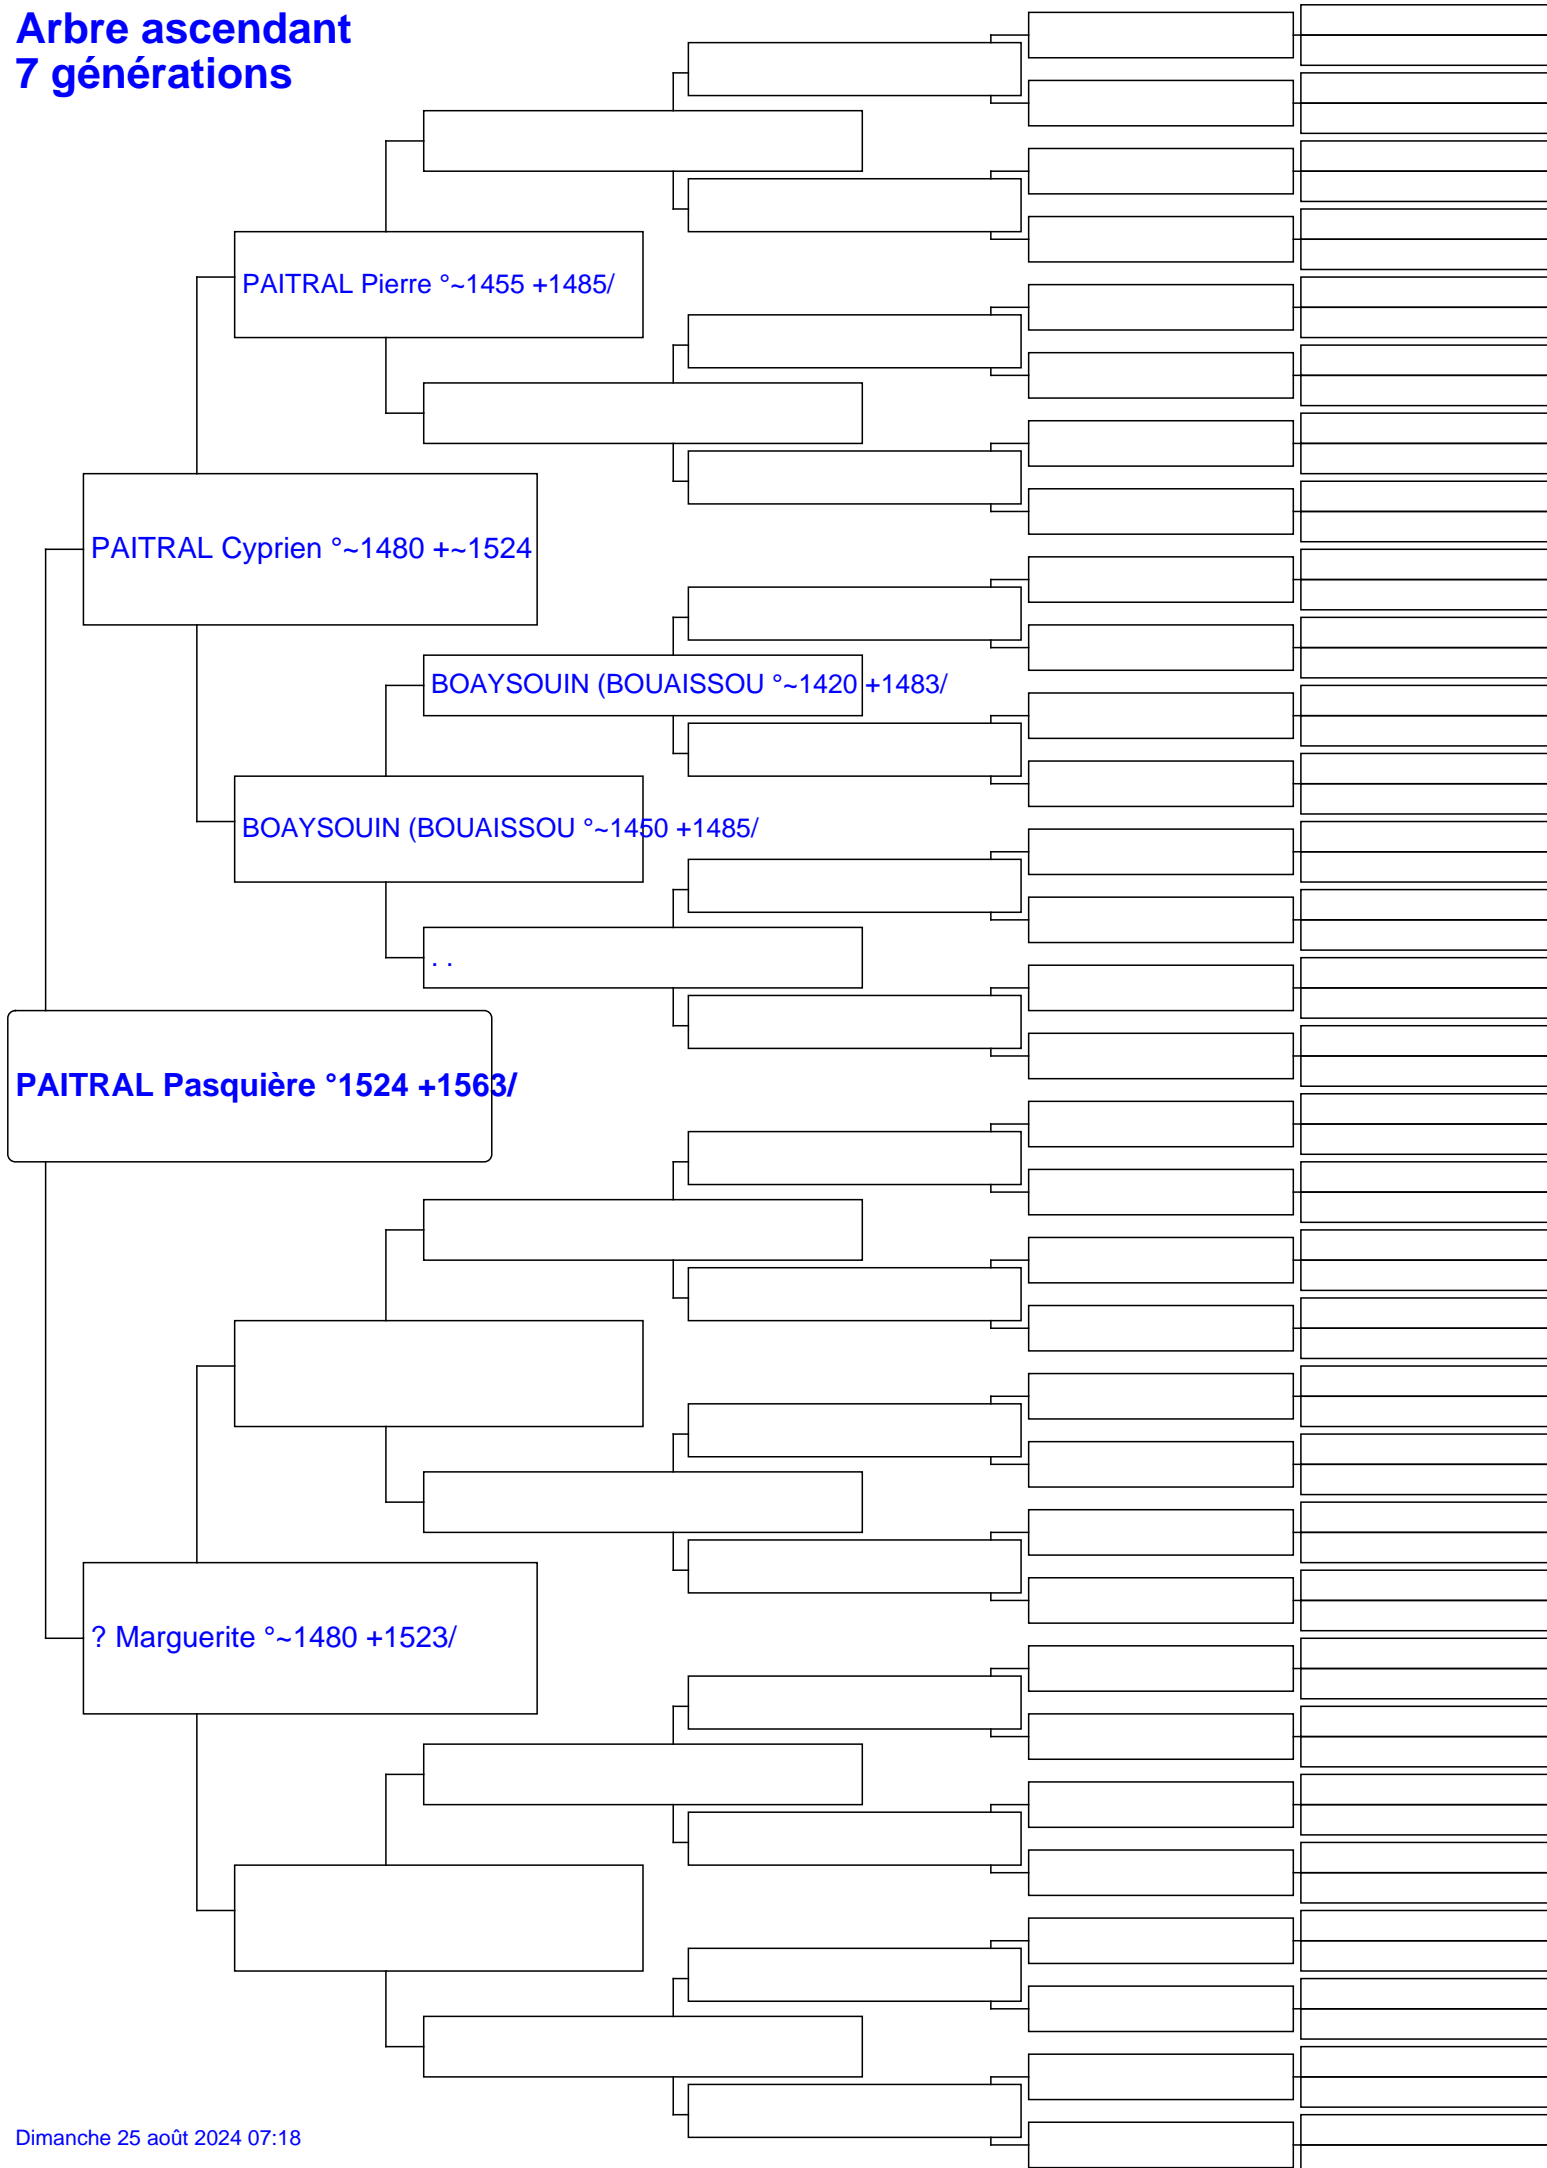 Arbre ascendant
7 générations
PAITRAL Pierre °~1455 +1485/
PAITRAL Cyprien °~1480 +~1524
BOAYSOUIN (BOUAISSOU °~1420 +1483/
BOAYSOUIN (BOUAISSOU °~1450 +1485/
. .
PAITRAL Pasquière °1524 +1563/
? Marguerite °~1480 +1523/
Dimanche 25 août 2024 07:18